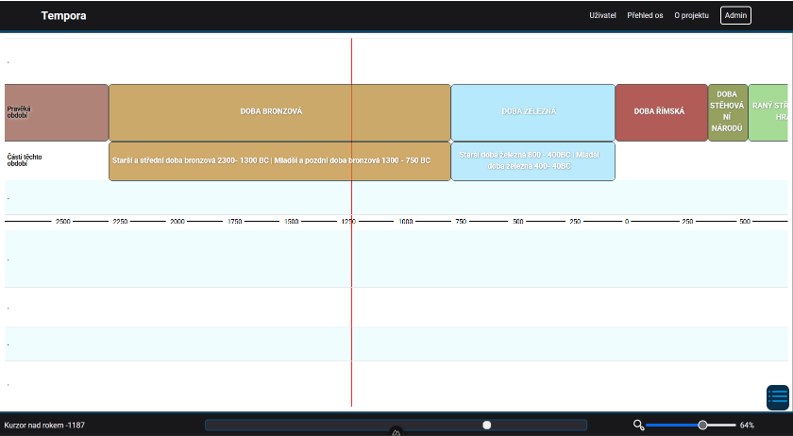 Tempora
Uživatel Přehled os O projektu Admin
Pravěká
období
DOBA BRONZOVÁ
DOBA ŽELEZNÁ
DOBA ŘÍMSKÁ
DOBA
STĚHOVÁ
NÍ
NÁRODŮ
RANÝ STŘ
HRA
Části těchto
období
Starší a střední doba bronzová 2300- 1300 BC | Mladší a pozdní doba bronzová 1300 - 750 BC
Starší doba železná 800 - 400BC | Mladší
doba železná 400- 40BC
2500 2250 2000 1750 1500 1250 1000 750 500 250 0 250 500
Kurzor nad rokem -1187
64%